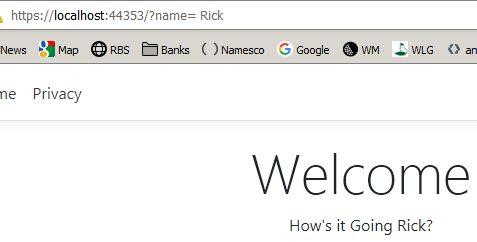 https://localhost:44353/?name= Rick
News Map RBS Banks Namesco Google WM WLG an
me Privacy
Welcome
How's it Going Rick?